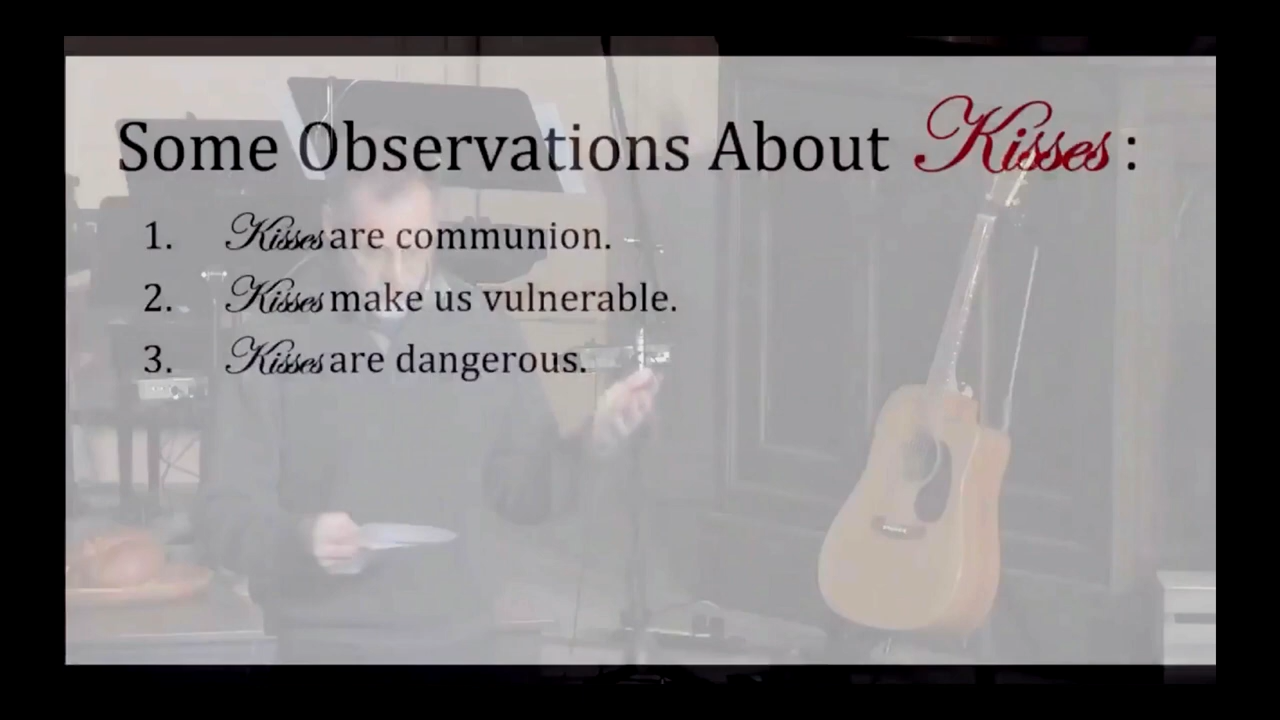 Some Observations About Kisses:
1. Kisses are communion.
2. Kisses make us vulnerable.
3. Kisses are dangerous.